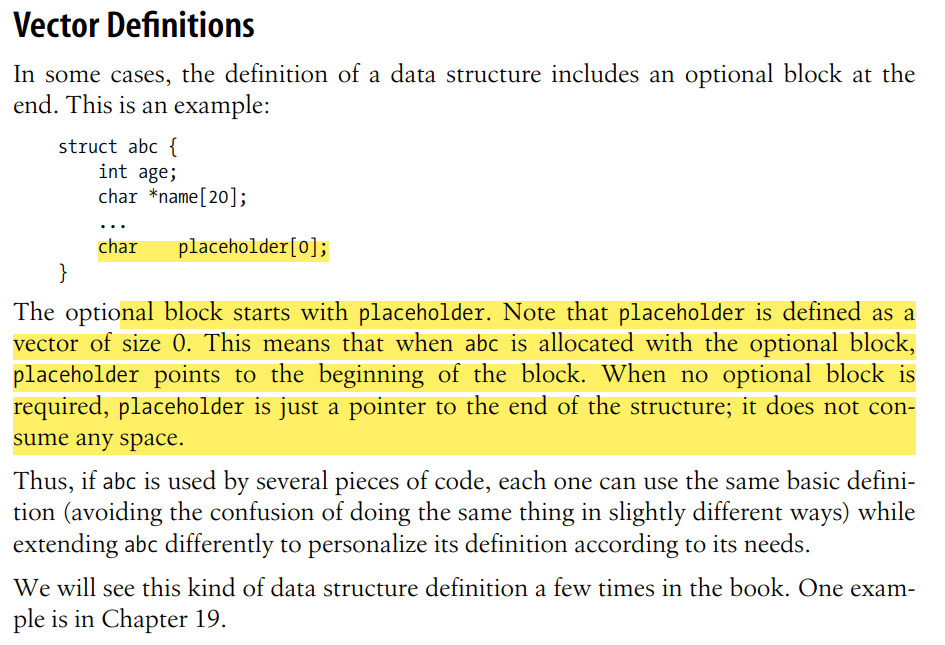 Vector Definitions
In some cases, the definition of a data structure includes an optional block at the
end. This is an example:
struct abc {
int age;
char *name[20];
...
char    placeholder[0];
}
The optional block starts with placeholder. Note that placeholder is defined as a
vector of size 0. This means that when abc is allocated with the optional block,
placeholder points to the beginning of the block. When no optional block is
required, placeholder is just a pointer to the end of the structure; it does not con-
sume any space.
Thus, if abc is used by several pieces of code, each one can use the same basic defini-
tion (avoiding the confusion of doing the same thing in slightly different ways) while
extending abc differently to personalize its definition according to its needs.
We will see this kind of data structure definition a few times in the book. One exam-
ple is in Chapter 19.